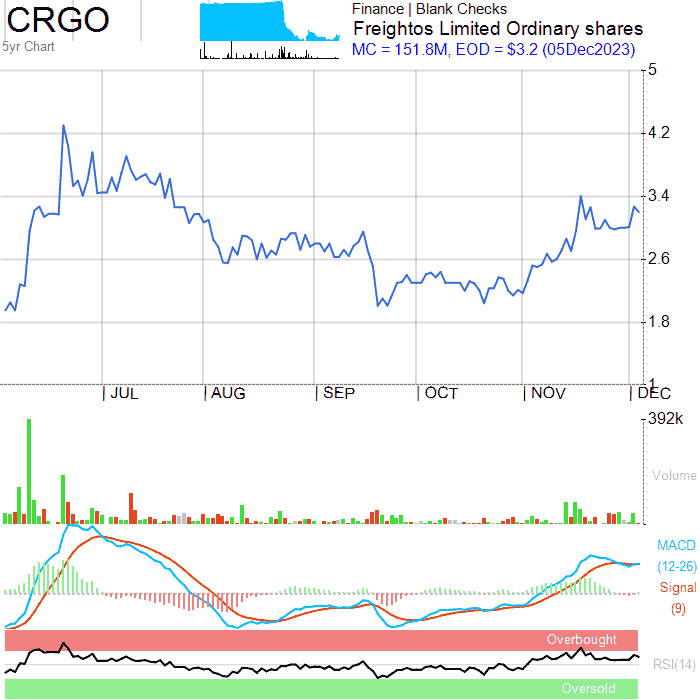 CRGO
5yr Chart
Finance | Blank Checks
Freightos Limited Ordinary shares
MC = 151.8M, EOD = $3.2 (05Dec2023)
5
4.2
3.4
2.6
1.8
1
| JUL | AUG | SEP | OCT | NOV | DEC
392k
Volume
MACD
(12-26)
Signal
(9)
Overbought
RSI(14)
Oversold